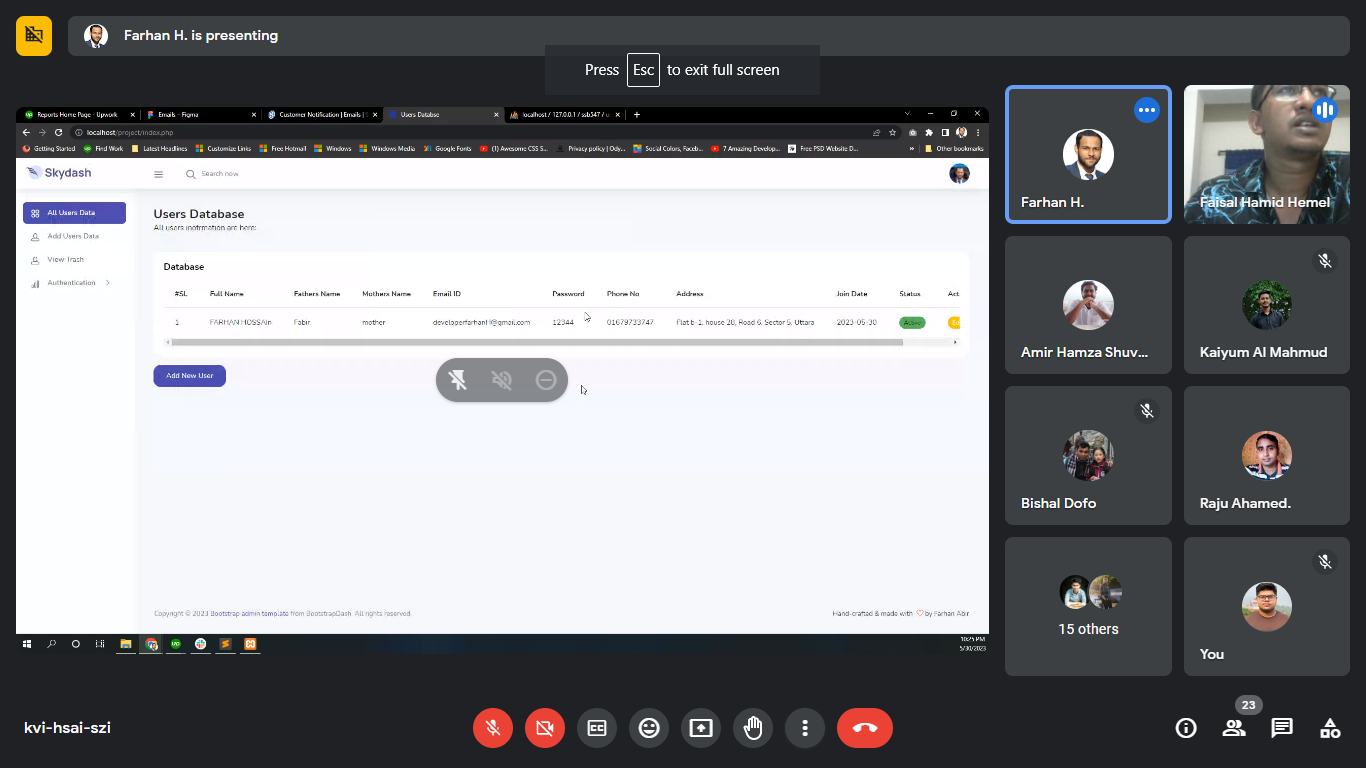 Farhan H. is presenting
Press Esc to exit full screen
Reports Home Page - Upwork
Emails – Figma
Customer Notification | Emails |
Users Databse
localhost / 127.0.0.1 / ssb547 / u
localhost/project/index.php
Getting Started Find Work Latest Headlines Customize Links Free Hotmail Windows Windows Media Google Fonts (1) Awesome CSS S... Privacy policy | Ody... Social Colors, Faceb... 7 Amazing Develop... Free PSD Website D... » Other bookmarks
Skydash
Search now
All Users Data
Add Users Data
View Trash
Authentication
Users Database
All users inofrmation are here:
Database
#SL Full Name Fathers Name Mothers Name Email ID Password Phone No Address Join Date Status Act
1 FARHAN HOSSAIn Fabir mother developerfarhanH@gmail.com 12344 01679733747 Flat b-1, house 28, Road 6, Sector 5, Uttara 2023-05-30 Active
Add New User
Copyright © 2023 Bootstrap admin template from BootstrapDash. All rights reserved.
Hand-crafted & made with ♡ by Farhan Abir
10:25 PM
5/30/2023
Farhan H.
Faisal Hamid Hemel
Amir Hamza Shuv...
Kaiyum Al Mahmud
Bishal Dofo
Raju Ahamed.
15 others
You
kvi-hsai-szi
23